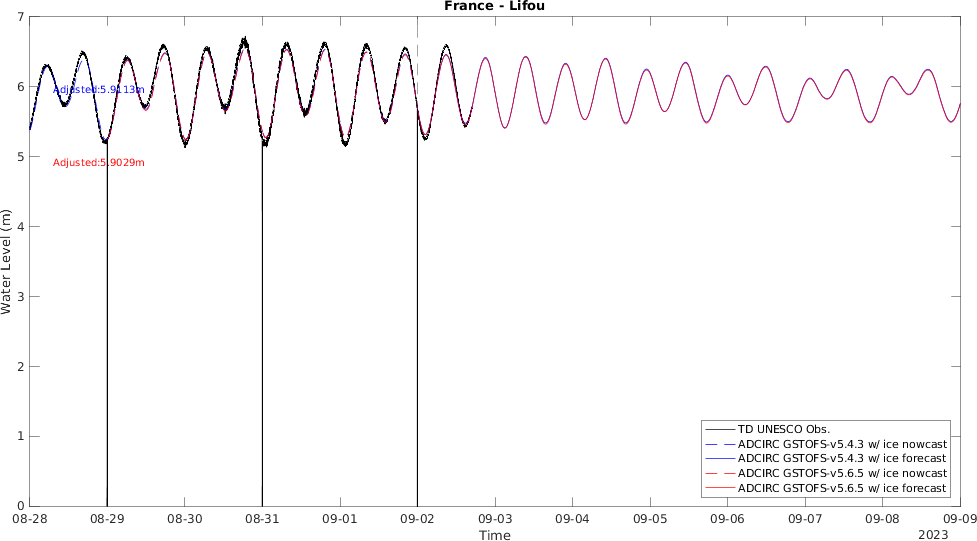 France - Lifou
7
6
5
4
3
2
1
0
Water Level (m)
Adjusted:5.9113m
Adjusted:5.9029m
TD UNESCO Obs.
ADCIRC GSTOFS-v5.4.3 w/ ice nowcast
ADCIRC GSTOFS-v5.4.3 w/ ice forecast
ADCIRC GSTOFS-v5.6.5 w/ ice nowcast
ADCIRC GSTOFS-v5.6.5 w/ ice forecast
08-28 08-29 08-30 08-31 09-01 09-02 09-03 09-04 09-05 09-06 09-07 09-08 09-09
Time
2023